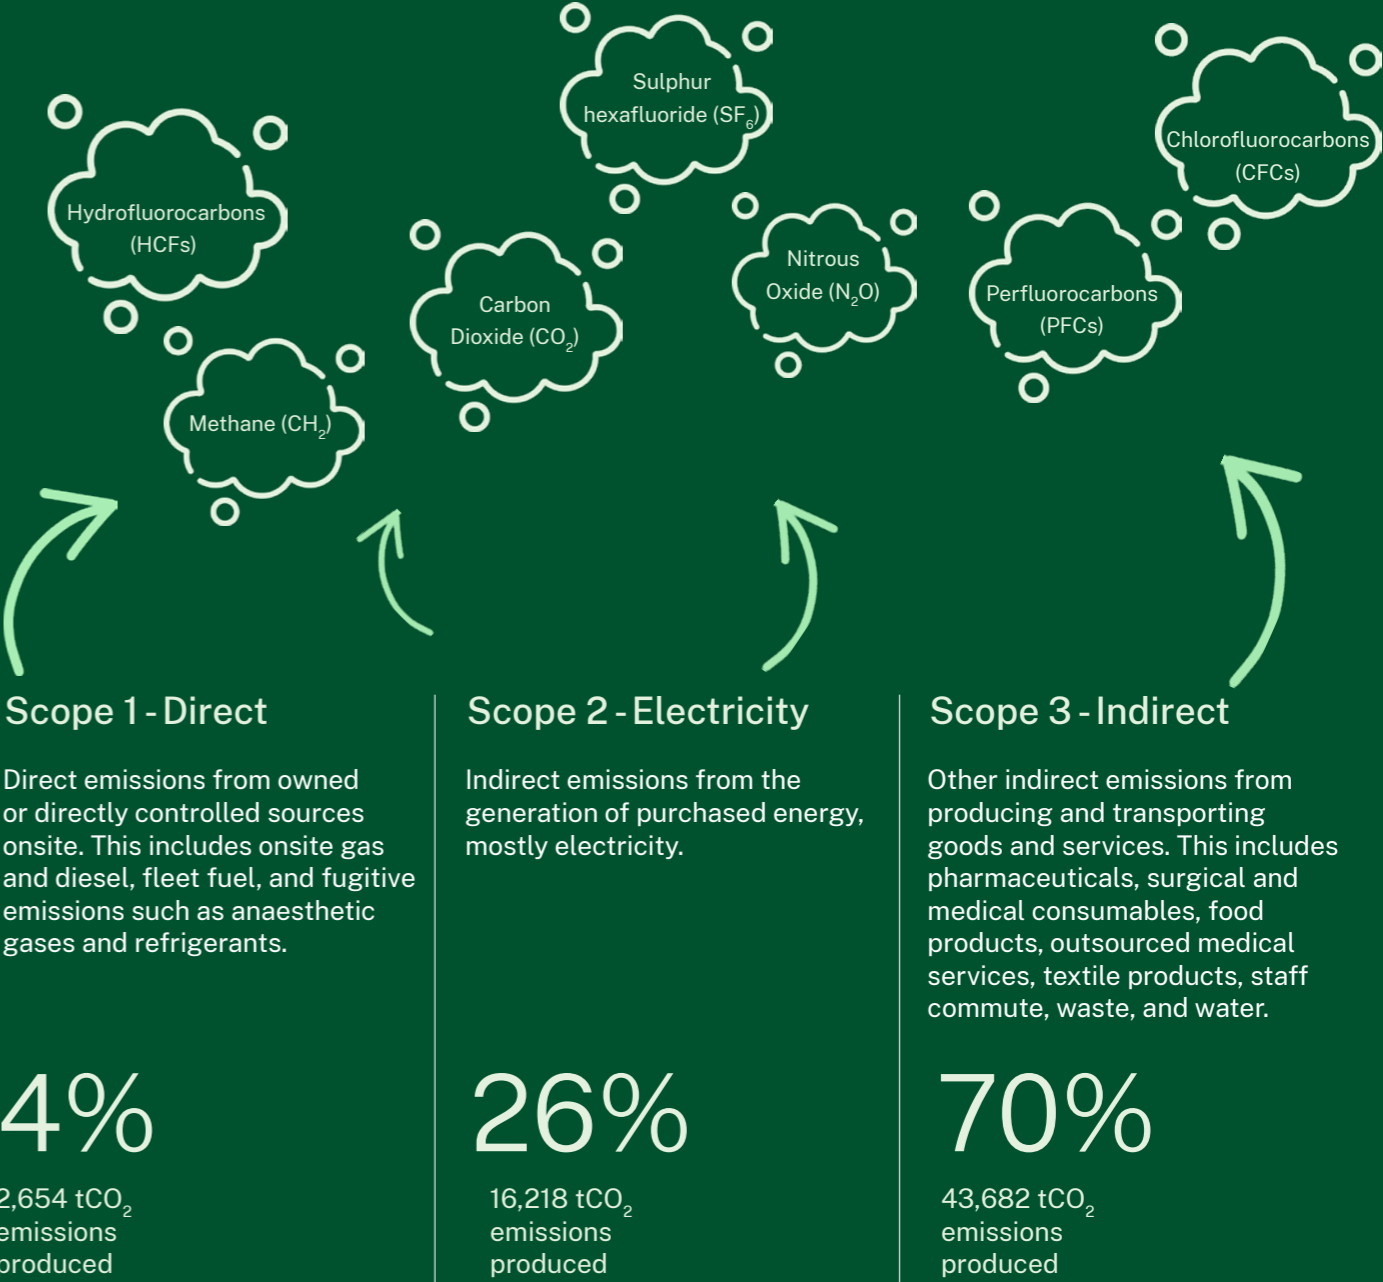 Sulphur
hexafluoride (SF₆)
Chlorofluorocarbons
(CFCs)
Hydrofluorocarbons
(HCFs)
Nitrous
Oxide (N₂O)
Perfluorocarbons
(PFCs)
Carbon
Dioxide (CO₂)
Methane (CH₂)
Scope 1 - Direct
Direct emissions from owned
or directly controlled sources
onsite. This includes onsite gas
and diesel, fleet fuel, and fugitive
emissions such as anaesthetic
gases and refrigerants.
4%
2,654 tCO₂
emissions
produced
Scope 2 - Electricity
Indirect emissions from the
generation of purchased energy,
mostly electricity.
26%
16,218 tCO₂
emissions
produced
Scope 3 - Indirect
Other indirect emissions from
producing and transporting
goods and services. This includes
pharmaceuticals, surgical and
medical consumables, food
products, outsourced medical
services, textile products, staff
commute, waste, and water.
70%
43,682 tCO₂
emissions
produced